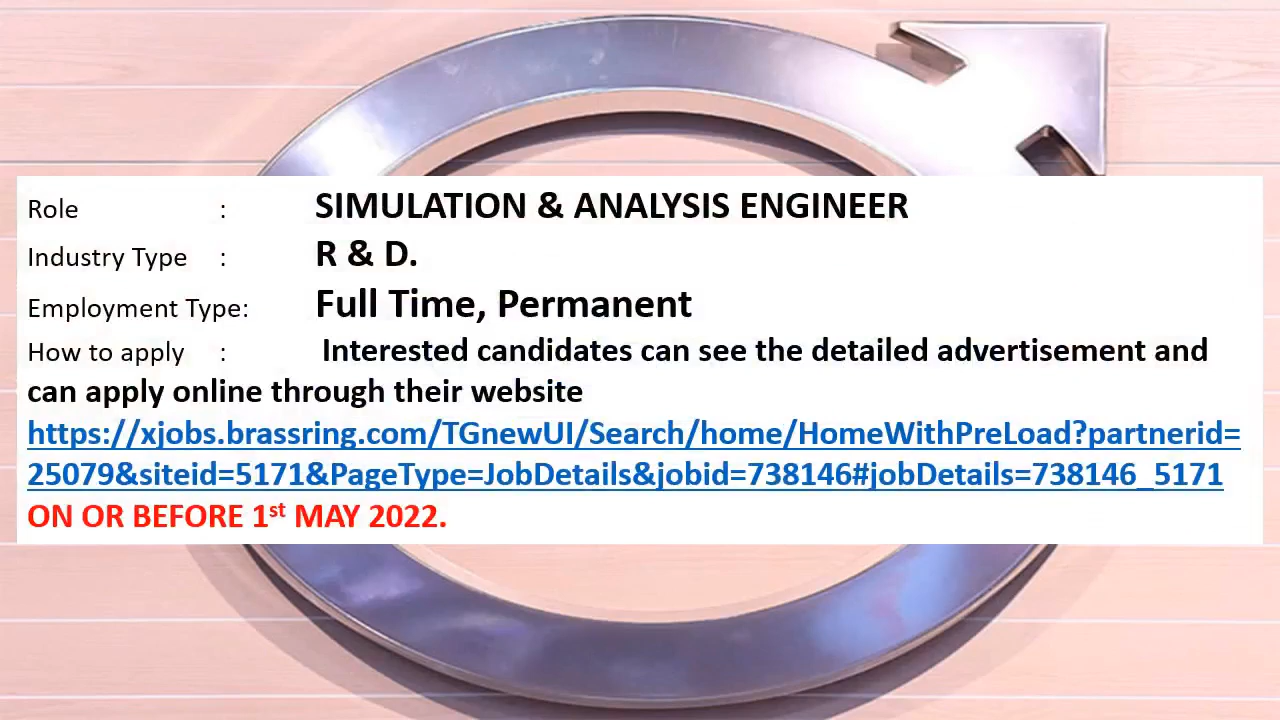 Role : SIMULATION & ANALYSIS ENGINEER
Industry Type : R & D.
Employment Type: Full Time, Permanent
How to apply : Interested candidates can see the detailed advertisement and
can apply online through their website
https://xjobs.brassring.com/TGnewUI/Search/home/HomeWithPreLoad?partnerid=
25079&siteid=5171&PageType=JobDetails&jobid=738146#jobDetails=738146_5171
ON OR BEFORE 1st MAY 2022.